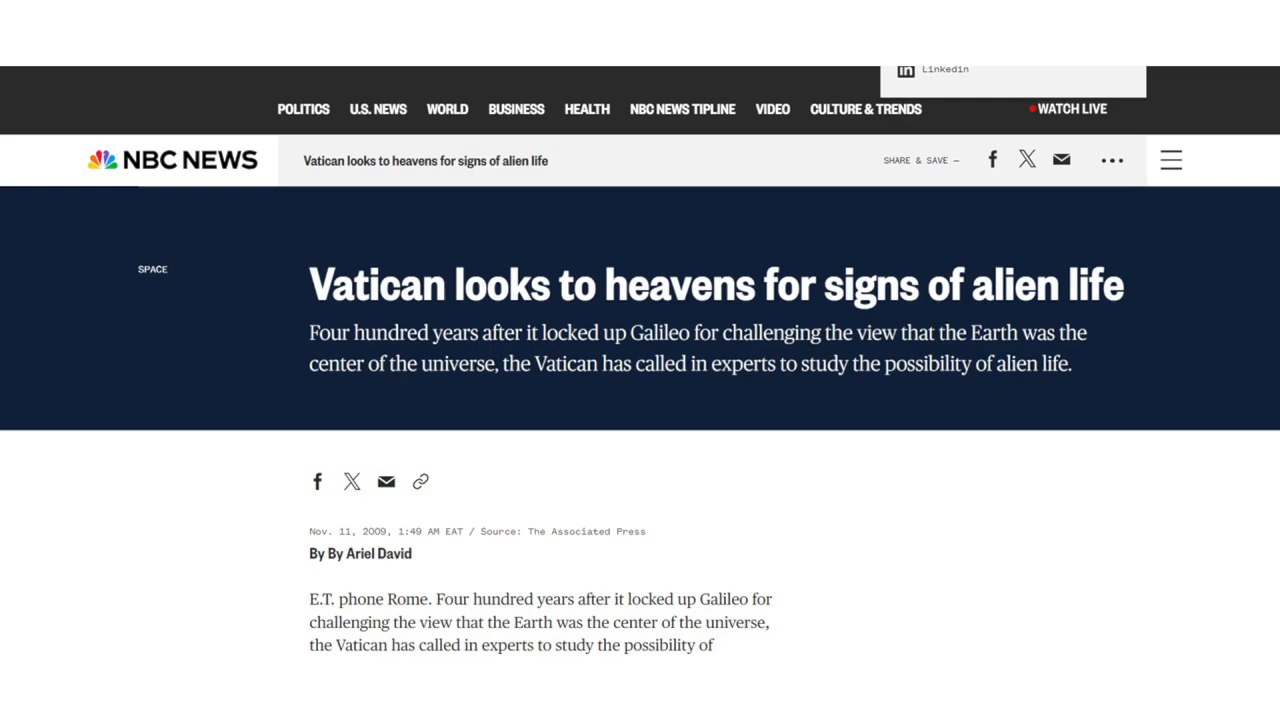 Linkedin
POLITICS U.S. NEWS WORLD BUSINESS HEALTH NBC NEWS TIPLINE VIDEO CULTURE & TRENDS WATCH LIVE
NBC NEWS Vatican looks to heavens for signs of alien life SHARE & SAVE —
SPACE
Vatican looks to heavens for signs of alien life
Four hundred years after it locked up Galileo for challenging the view that the Earth was the
center of the universe, the Vatican has called in experts to study the possibility of alien life.
Nov. 11, 2009, 1:49 AM EAT / Source: The Associated Press
By By Ariel David
E.T. phone Rome. Four hundred years after it locked up Galileo for
challenging the view that the Earth was the center of the universe,
the Vatican has called in experts to study the possibility of